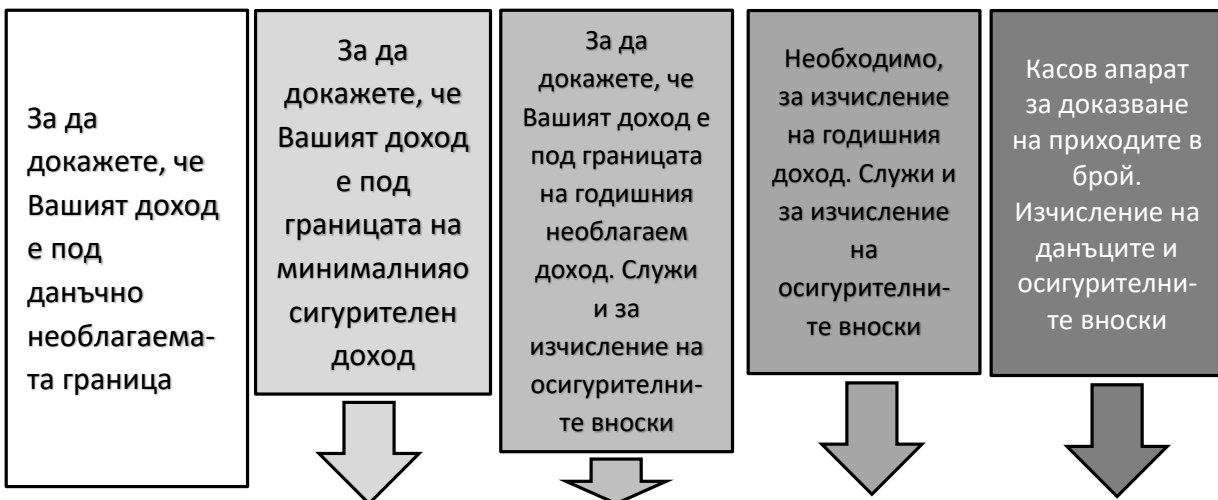 За да
докажете, че
Вашият доход
е под
данъчно
необлагаема-
та граница
За да
докажете, че
Вашият доход
е под
границата на
минималнияо
сигурителен
доход
За да
докажете, че
Вашият доход е
под границата
на годишния
необлагаем
доход. Служи
и за
изчисление на
осигурителни-
те вноски
Необходимо,
за изчисление
на годишния
доход. Служи и
за изчисление
на
осигурителни-
те вноски
Касов апарат
за доказване
на приходите в
брой.
Изчисление на
данъците и
осигурителни-
те вноски